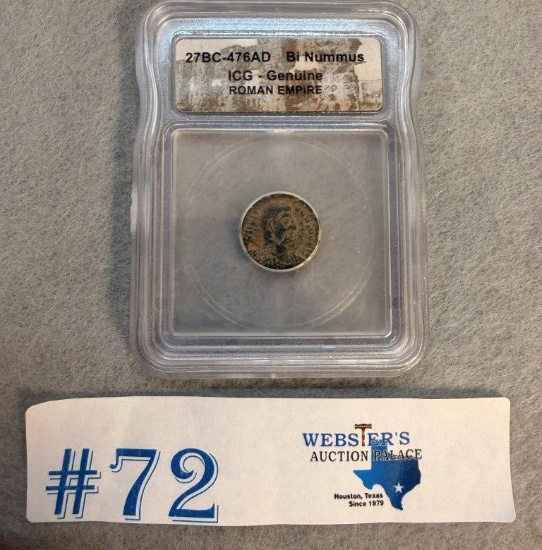 27BC-476AD Bi Nummus
ICG - Genuine
ROMAN EMPIRE
#72
WEBSTER'S
AUCTION PALACE
Houston, Texas
Since 1979